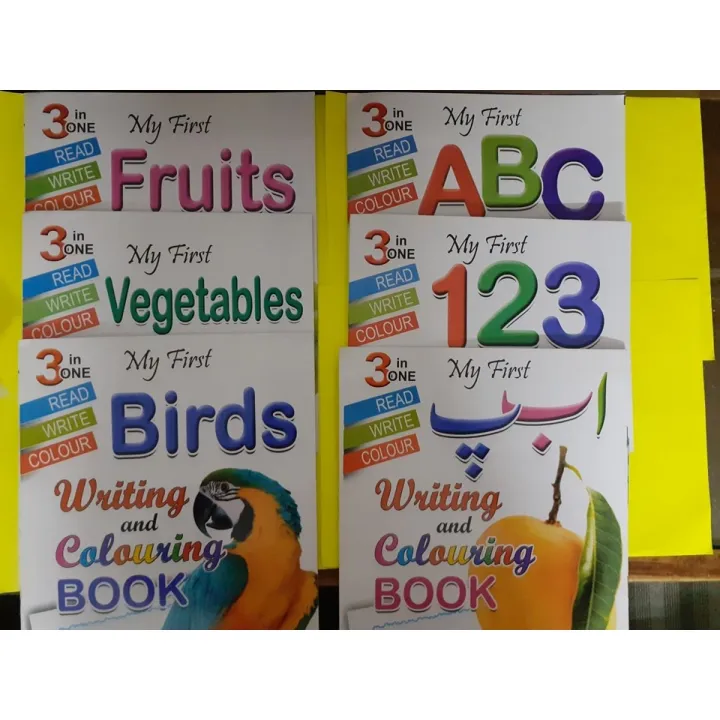 3 in ONE
My First
READ
WRITE
COLOUR
Fruits
3 in ONE
My First
READ
WRITE
COLOUR
Vegetables
3 in ONE
My First
READ
WRITE
COLOUR
Birds
Writing
and
Colouring
BOOK
3 in ONE
My First
READ
WRITE
COLOUR
ABC
3 in ONE
My First
READ
WRITE
COLOUR
123
3 in ONE
My First
READ
WRITE
COLOUR
ا ب پ
Writing
and
Colouring
BOOK